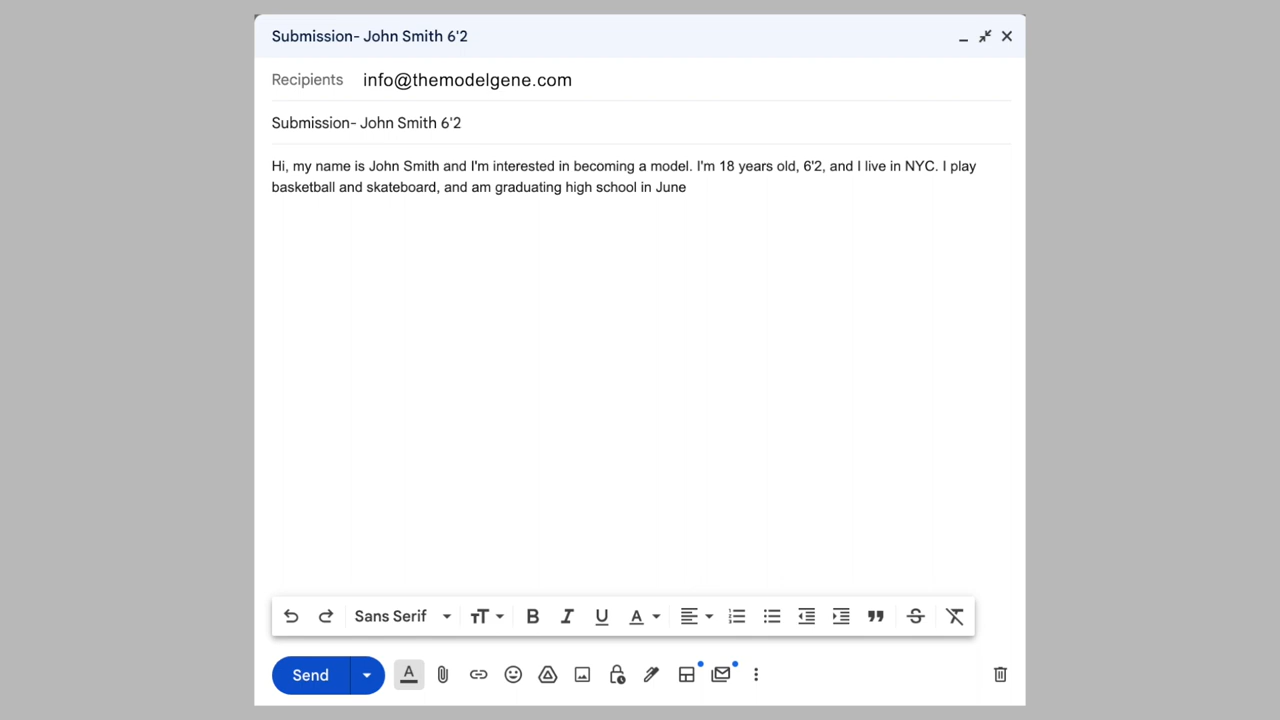 Submission- John Smith 6'2
Recipients info@themodelgene.com
Submission- John Smith 6'2
Hi, my name is John Smith and I'm interested in becoming a model. I'm 18 years old, 6'2, and I live in NYC. I play
basketball and skateboard, and am graduating high school in June
Sans Serif
Send